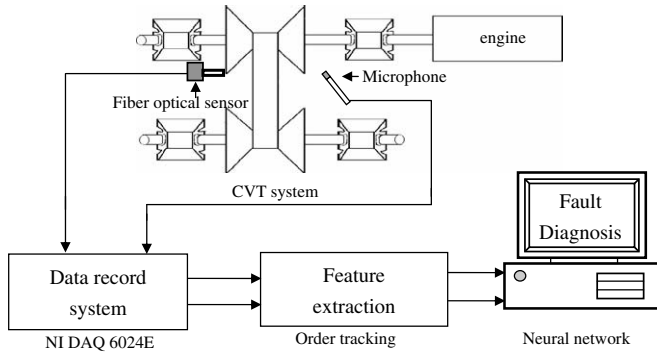 engine
Microphone
Fiber optical sensor
CVT system
Fault
Diagnosis
Data record
system
Feature
extraction
NI DAQ 6024E
Order tracking
Neural network